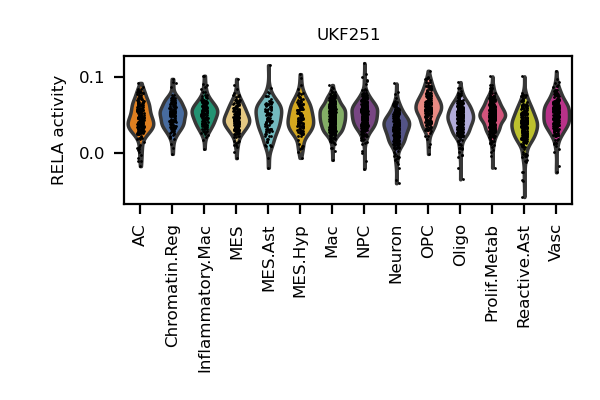 UKF251
RELA activity
0.1
0.0
AC
Chromatin.Reg
Inflammatory.Mac
MES
MES.Ast
MES.Hyp
Mac
NPC
Neuron
OPC
Oligo
Prolif.Metab
Reactive.Ast
Vasc